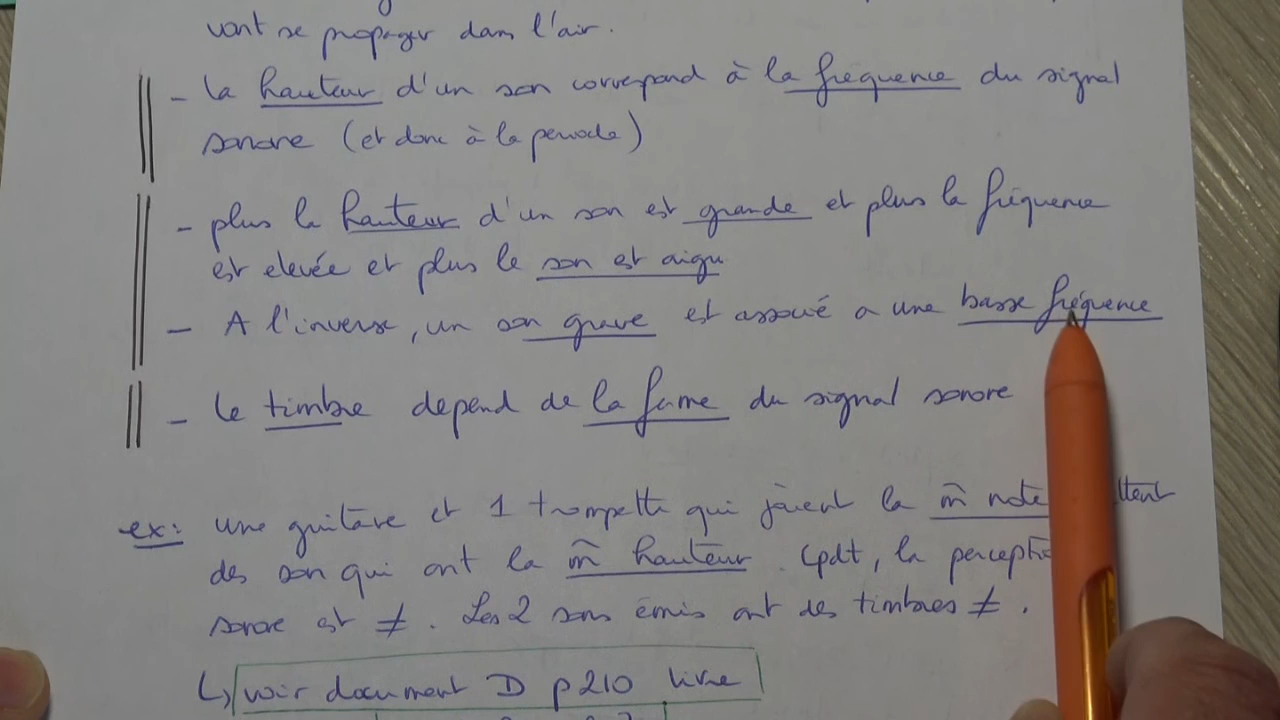 vont se propager dans l'air.
- la hauteur d'un son correspond à la fréquence du signal
sonore (et donc à la periode)
- plus la hauteur d'un son est grande et plus la fréquence
est elevée et plus le son est aigu
- A l'inverse, un son grave est associé a une basse fréquence
- le timbre depend de la forme du signal sonore
ex: une guitare et 1 trompette qui jouent la m̃ note
des son qui ont la m̃ hauteur. Cpdt, la
sonore est ≠. Les 2 sons émis ont des timbres ≠.
↳ voir document D p210 livre